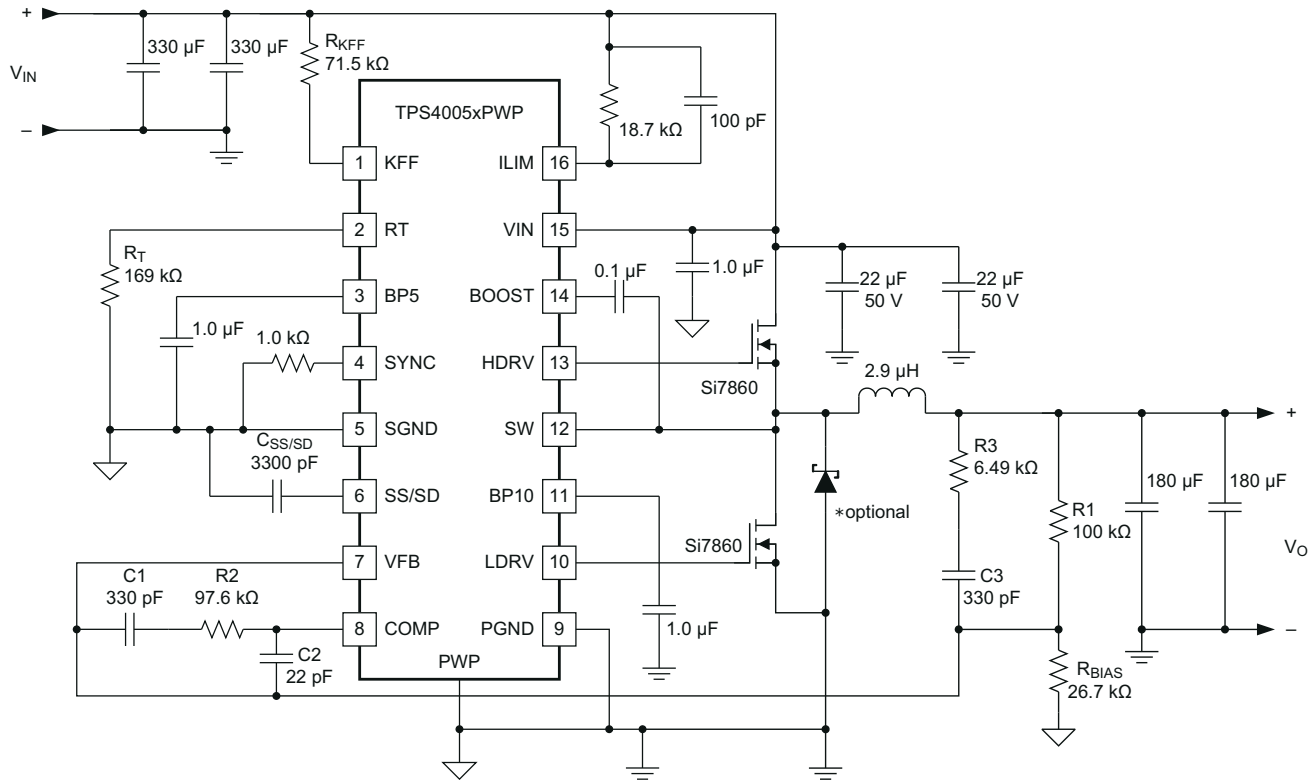 +
330 µF
330 µF
RKFF
71.5 kΩ
VIN
–
TPS4005xPWP
18.7 kΩ
100 pF
1 KFF
ILIM 16
2 RT
VIN 15
RT
169 kΩ
1.0 µF
22 µF
50 V
22 µF
50 V
0.1 µF
3 BP5
BOOST 14
1.0 µF
1.0 kΩ
4 SYNC
HDRV 13
Si7860
2.9 µH
+
5 SGND
SW 12
CSS/SD
3300 pF
R3
6.49 kΩ
6 SS/SD
BP10 11
*optional
R1
100 kΩ
180 µF
180 µF
Si7860
VO
7 VFB
LDRV 10
C1
330 pF
R2
97.6 kΩ
C3
330 pF
8 COMP
PGND 9
1.0 µF
–
C2
22 pF
PWP
RBIAS
26.7 kΩ